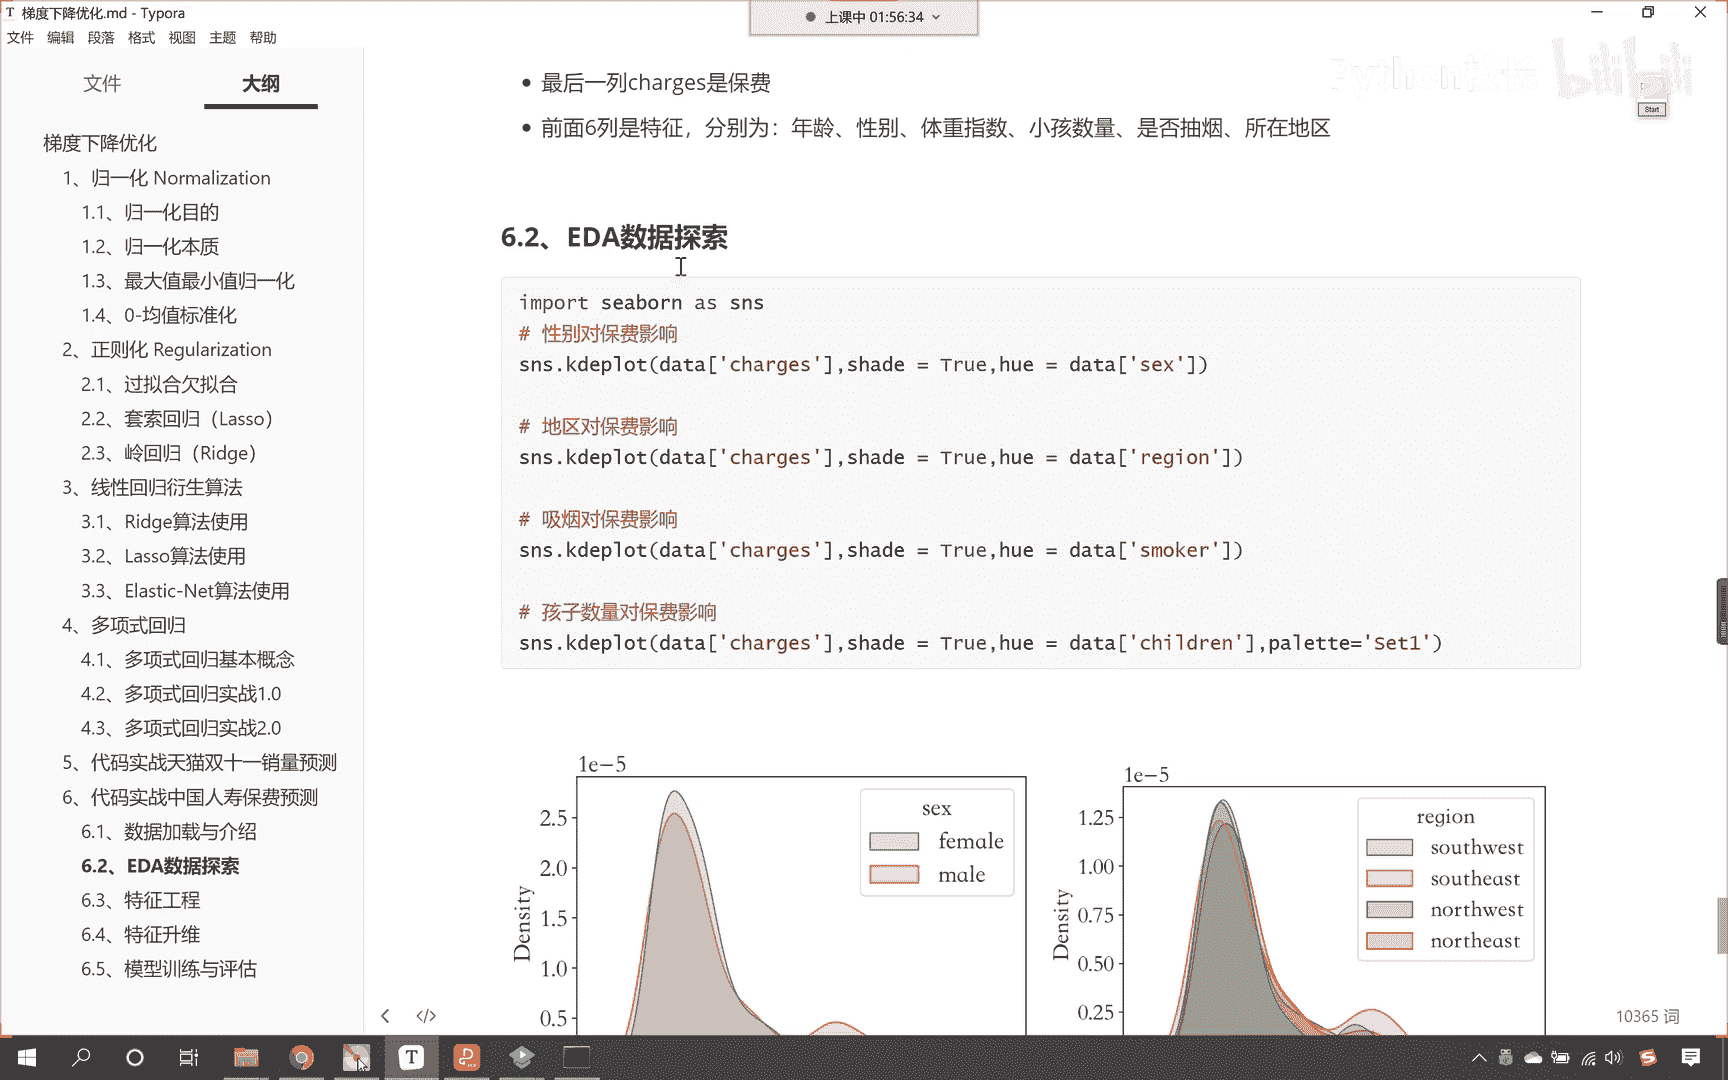 梯度下降优化.md - Typora
上课中 01:56:34
文件 编辑 段落 格式 视图 主题 帮助
文件 大纲
梯度下降优化
1、归一化 Normalization
1.1、归一化目的
1.2、归一化本质
1.3、最大值最小值归一化
1.4、0-均值标准化
2、正则化 Regularization
2.1、过拟合欠拟合
2.2、套索回归（Lasso）
2.3、岭回归（Ridge）
3、线性回归衍生算法
3.1、Ridge算法使用
3.2、Lasso算法使用
3.3、Elastic-Net算法使用
4、多项式回归
4.1、多项式回归基本概念
4.2、多项式回归实战1.0
4.3、多项式回归实战2.0
5、代码实战天猫双十一销量预测
6、代码实战中国人寿保费预测
6.1、数据加载与介绍
6.2、EDA数据探索
6.3、特征工程
6.4、特征升维
6.5、模型训练与评估
最后一列charges是保费
前面6列是特征，分别为：年龄、性别、体重指数、小孩数量、是否抽烟、所在地区
bilibili
Start
6.2、EDA数据探索
import seaborn as sns
# 性别对保费影响
sns.kdeplot(data['charges'],shade = True,hue = data['sex'])
# 地区对保费影响
sns.kdeplot(data['charges'],shade = True,hue = data['region'])
# 吸烟对保费影响
sns.kdeplot(data['charges'],shade = True,hue = data['smoker'])
# 孩子数量对保费影响
sns.kdeplot(data['charges'],shade = True,hue = data['children'],palette='Set1')
1e-5
2.5
2.0
1.5
1.0
0.5
Density
sex
female
male
1e-5
1.25
1.00
0.75
0.50
0.25
Density
region
southwest
southeast
northwest
northeast
10365 词